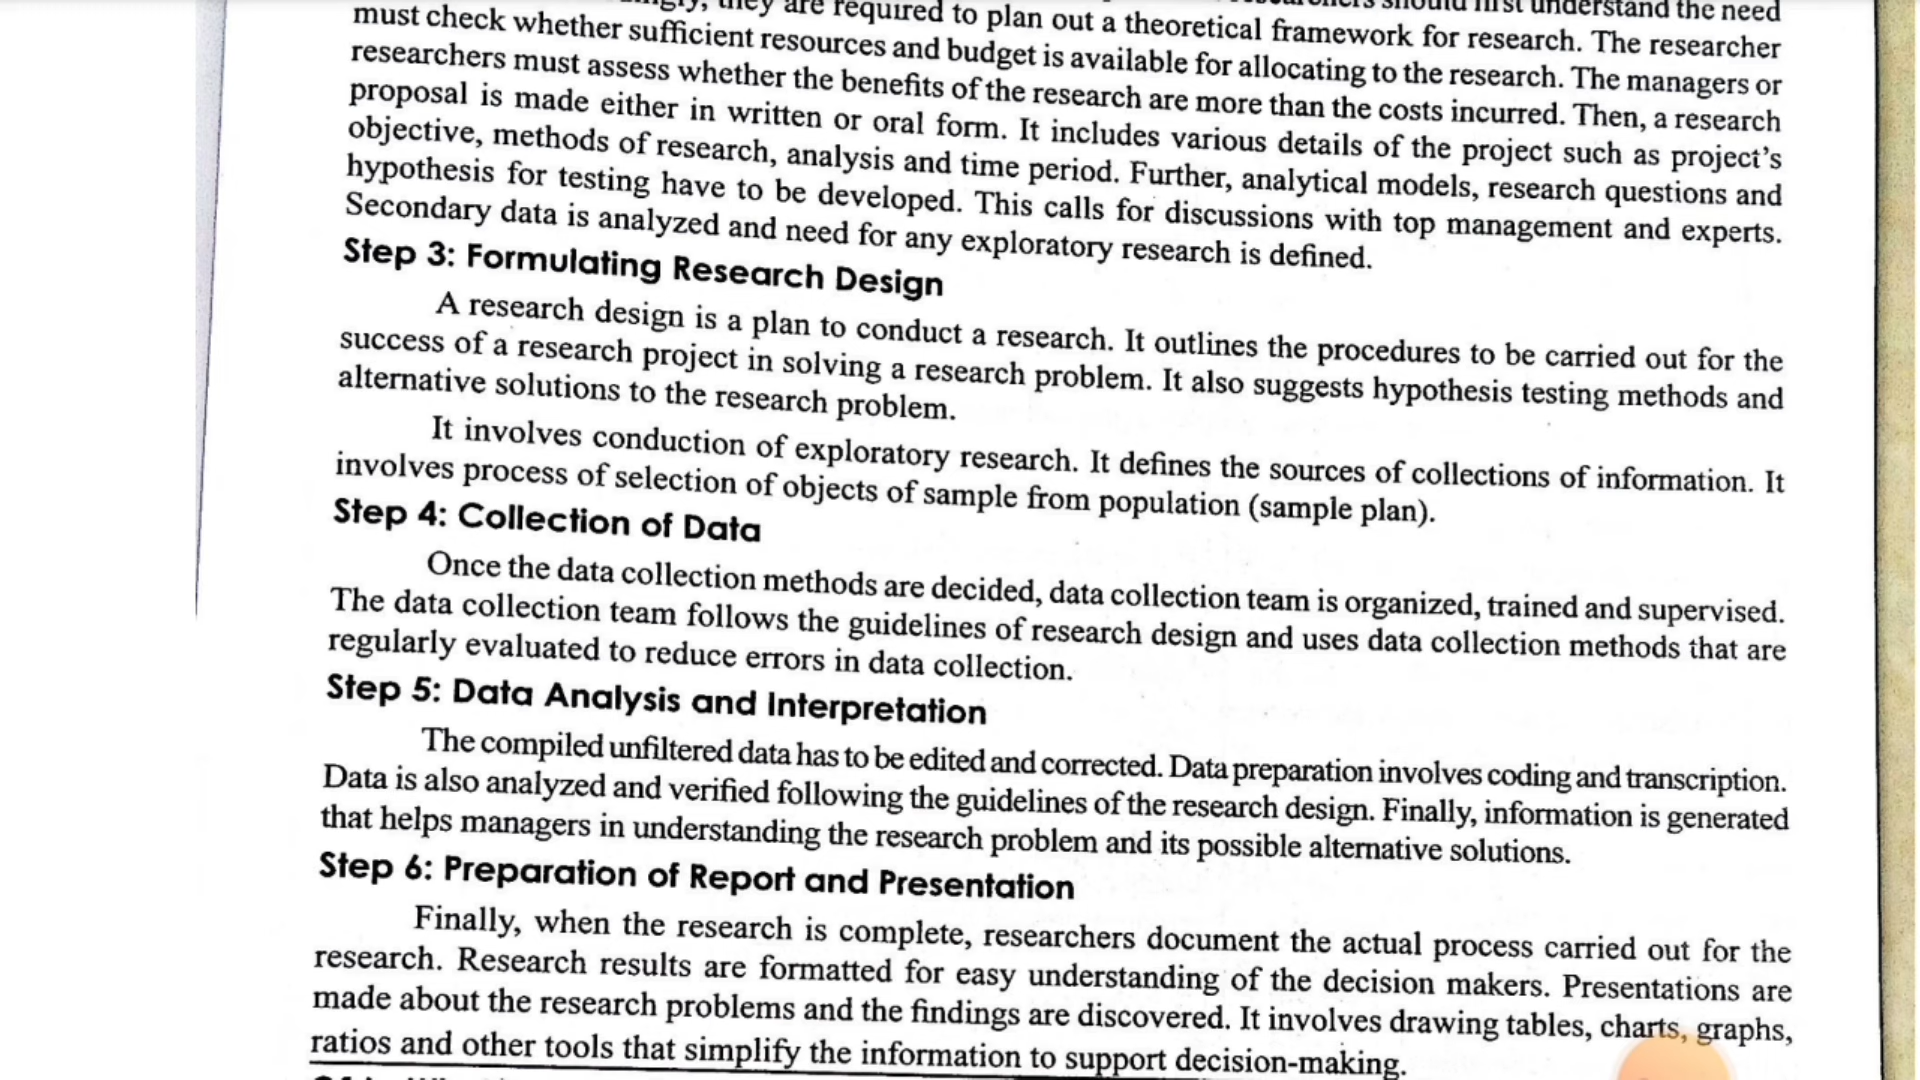 they are required to plan out a theoretical framework for research. The researcher
must check whether sufficient resources and budget is available for allocating to the research. The managers or
researchers must assess whether the benefits of the research are more than the costs incurred. Then, a research
proposal is made either in written or oral form. It includes various details of the project such as project's
objective, methods of research, analysis and time period. Further, analytical models, research questions and
hypothesis for testing have to be developed. This calls for discussions with top management and experts.
Secondary data is analyzed and need for any exploratory research is defined.
Step 3: Formulating Research Design
A research design is a plan to conduct a research. It outlines the procedures to be carried out for the
success of a research project in solving a research problem. It also suggests hypothesis testing methods and
alternative solutions to the research problem.
It involves conduction of exploratory research. It defines the sources of collections of information. It
involves process of selection of objects of sample from population (sample plan).
Step 4: Collection of Data
Once the data collection methods are decided, data collection team is organized, trained and supervised.
The data collection team follows the guidelines of research design and uses data collection methods that are
regularly evaluated to reduce errors in data collection.
Step 5: Data Analysis and Interpretation
The compiled unfiltered data has to be edited and corrected. Data preparation involves coding and transcription.
Data is also analyzed and verified following the guidelines of the research design. Finally, information is generated
that helps managers in understanding the research problem and its possible alternative solutions.
Step 6: Preparation of Report and Presentation
Finally, when the research is complete, researchers document the actual process carried out for the
research. Research results are formatted for easy understanding of the decision makers. Presentations are
made about the research problems and the findings are discovered. It involves drawing tables, charts, graphs,
ratios and other tools that simplify the information to support decision-making.